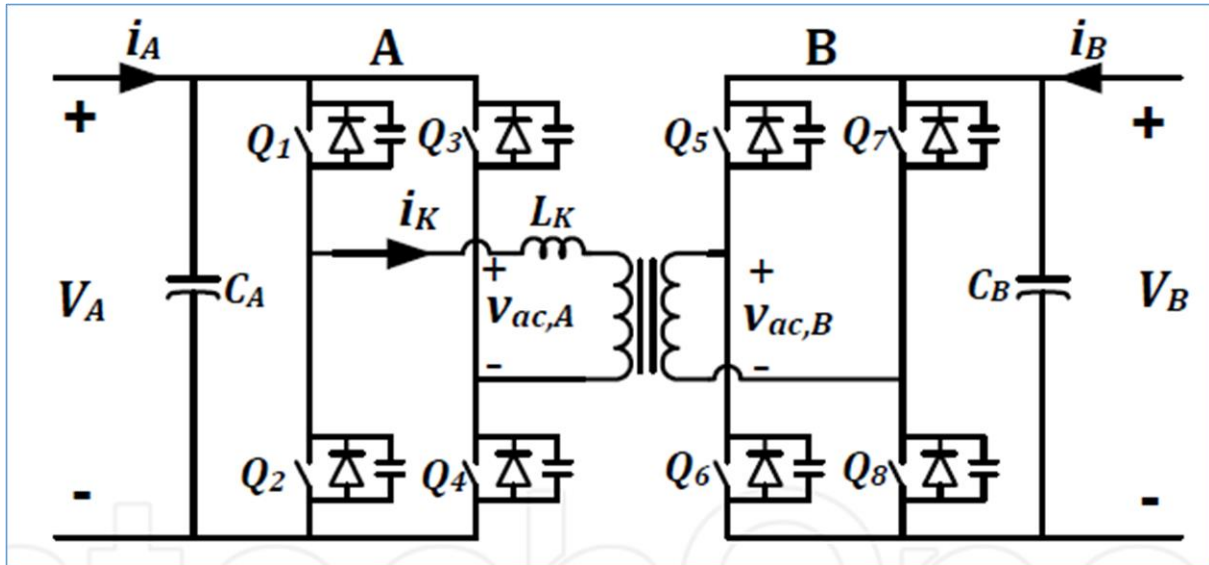 iA
A
B
iB
+
Q1
Q3
Q5
Q7
+
iK
LK
VA
CA
+
vac,A
-
+
vac,B
-
CB
VB
-
Q2
Q4
Q6
Q8
-